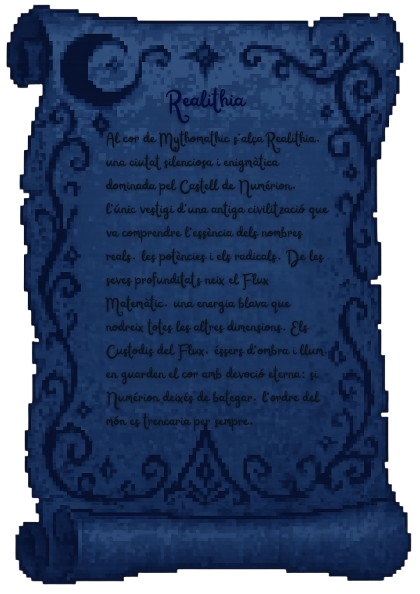 Realithia
Al cor de Mythomathic s'alça Realithia,
una ciutat silenciosa i enigmàtica
dominada pel Castell de Numérion,
l'únic vestigi d'una antiga civilització que
va comprendre l'essència dels nombres
reals, les potències i els radicals. De les
seves profunditats neix el Flux
Matemàtic, una energia blava que
nodreix totes les altres dimensions. Els
Custodis del Flux, éssers d'ombra i llum,
en guarden el cor amb devoció eterna: si
Numérion deixés de bategar, l'ordre del
món es trencaria per sempre.